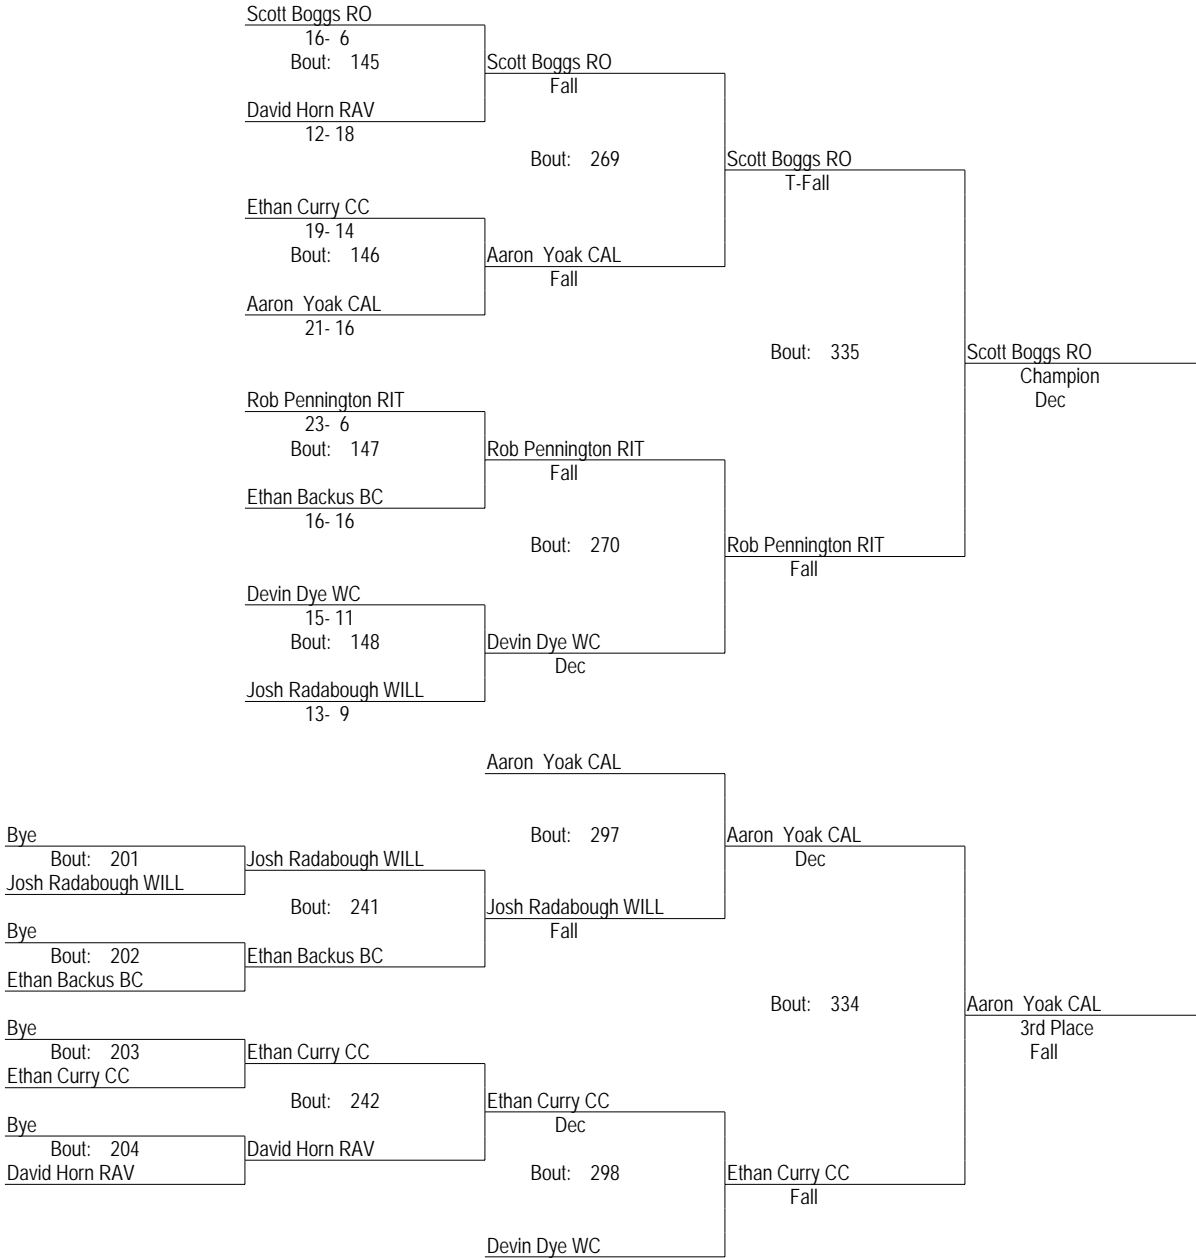 Scott Boggs RO
16- 6
Bout: 145
Scott Boggs RO
Fall
David Horn RAV
12- 18
Bout: 269
Scott Boggs RO
T-Fall
Ethan Curry CC
19- 14
Bout: 146
Aaron  Yoak CAL
Fall
Aaron  Yoak CAL
21- 16
Bout: 335
Scott Boggs RO
Champion
Dec
Rob Pennington RIT
23- 6
Bout: 147
Rob Pennington RIT
Fall
Ethan Backus BC
16- 16
Bout: 270
Rob Pennington RIT
Fall
Devin Dye WC
15- 11
Bout: 148
Devin Dye WC
Dec
Josh Radabough WILL
13- 9
Aaron  Yoak CAL
Bye
Bout: 297
Aaron  Yoak CAL
Dec
Bout: 201
Josh Radabough WILL
Josh Radabough WILL
Bout: 241
Josh Radabough WILL
Fall
Bye
Bout: 202
Ethan Backus BC
Ethan Backus BC
Bout: 334
Aaron  Yoak CAL
3rd Place
Fall
Bye
Bout: 203
Ethan Curry CC
Ethan Curry CC
Bout: 242
Ethan Curry CC
Dec
Bye
Bout: 204
David Horn RAV
David Horn RAV
Bout: 298
Ethan Curry CC
Fall
Devin Dye WC